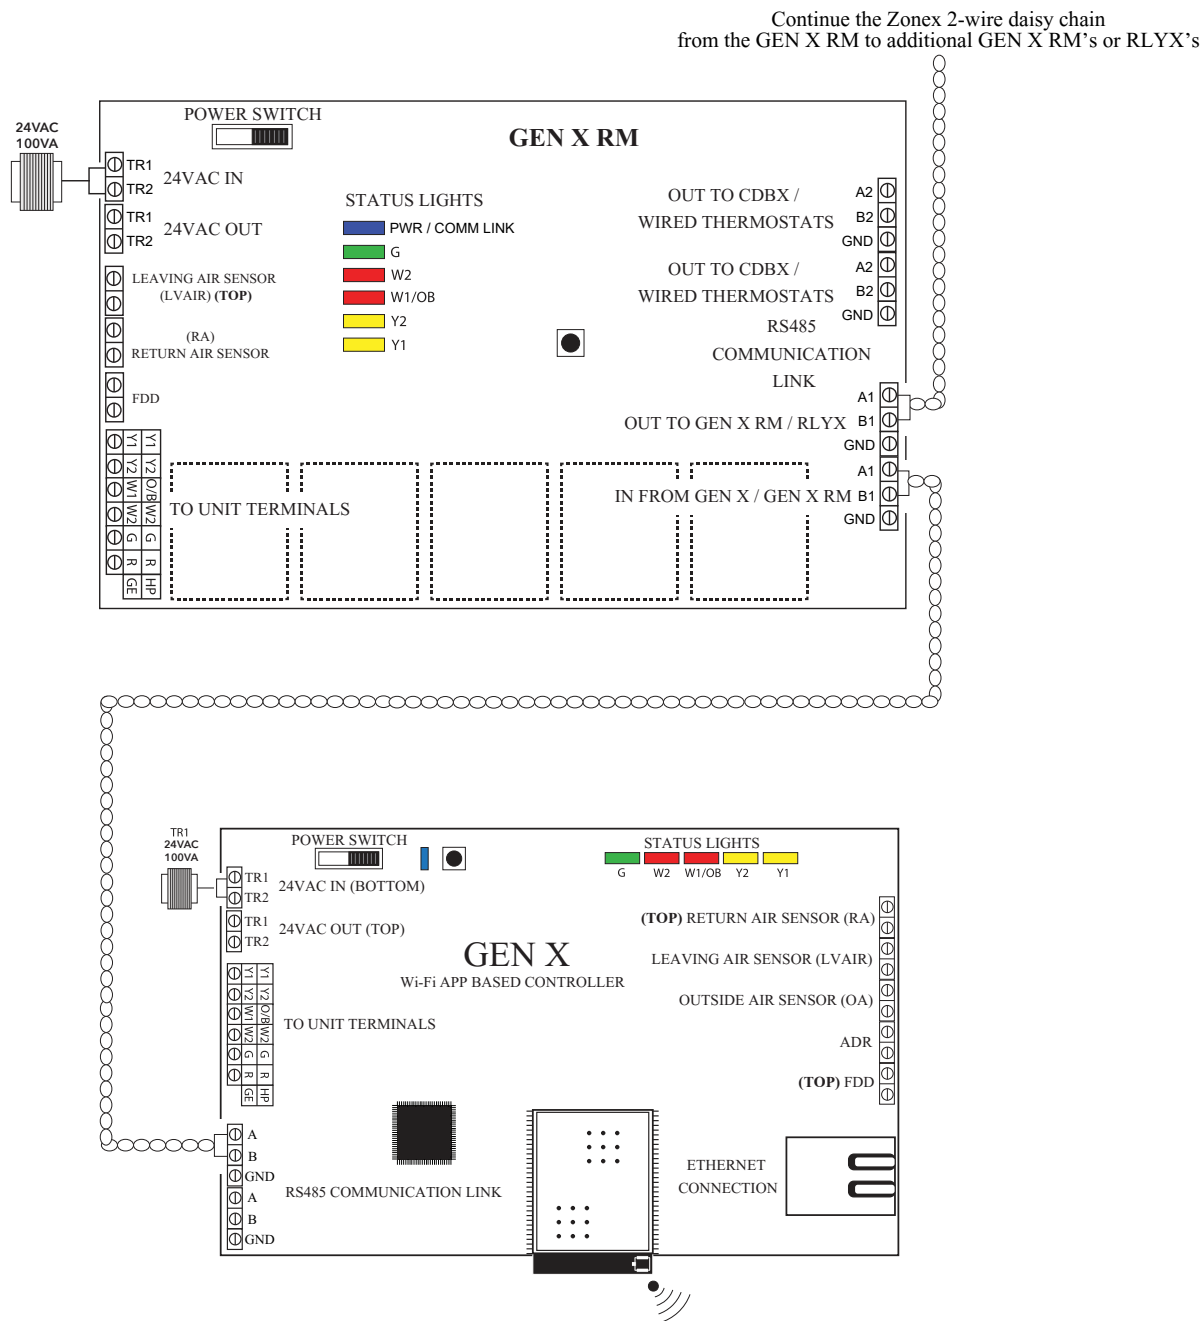 Continue the Zonex 2-wire daisy chain
from the GEN X RM to additional GEN X RM's or RLYX's
24VAC
100VA
POWER SWITCH
GEN X RM
TR1
TR2
24VAC IN
TR1
TR2
24VAC OUT
LEAVING AIR SENSOR
(LVAIR) (TOP)
(RA)
RETURN AIR SENSOR
FDD
STATUS LIGHTS
PWR / COMM LINK
G
W2
W1/OB
Y2
Y1
OUT TO CDBX /
WIRED THERMOSTATS
A2
B2
GND
OUT TO CDBX /
WIRED THERMOSTATS
A2
B2
GND
RS485
COMMUNICATION
LINK
OUT TO GEN X RM / RLYX
A1
B1
GND
IN FROM GEN X / GEN X RM
A1
B1
GND
Y1 Y1
Y2 Y2
W1 O/B
W2 W2
G G
R R
GE HP
TO UNIT TERMINALS
TR1
24VAC
100VA
POWER SWITCH
STATUS LIGHTS
G W2 W1/OB Y2 Y1
TR1
TR2
24VAC IN (BOTTOM)
TR1
TR2
24VAC OUT (TOP)
GEN X
Wi-Fi APP BASED CONTROLLER
(TOP) RETURN AIR SENSOR (RA)
LEAVING AIR SENSOR (LVAIR)
OUTSIDE AIR SENSOR (OA)
ADR
(TOP) FDD
Y1 Y1
Y2 Y2
W1 O/B
W2 W2
G G
R R
GE HP
TO UNIT TERMINALS
A
B
GND
A
B
GND
RS485 COMMUNICATION LINK
ETHERNET
CONNECTION